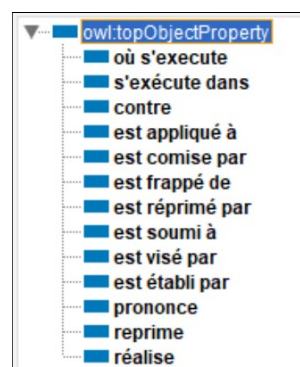 owl:topObjectProperty
où s'execute
s'exécute dans
contre
est appliqué à
est comise par
est frappé de
est réprimé par
est soumi à
est visé par
est établi par
prononce
reprime
réalise